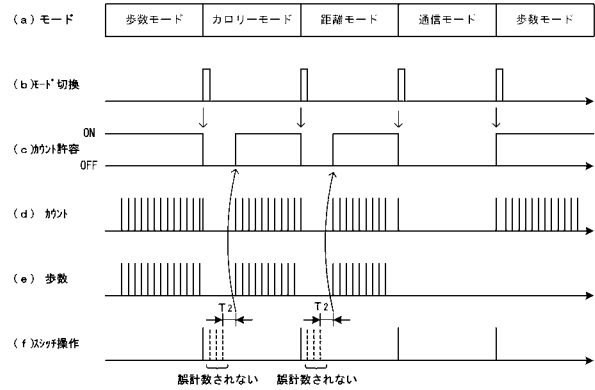 (a) モード 歩数モード カロリーモード 距離モード 通信モード 歩数モード
(b)ﾓｰﾄﾞ切換
ON
(c)ｶｳﾝﾄ許容
OFF
(d) ｶｳﾝﾄ
(e) 歩数
T2 T2
(f)ｽｲｯﾁ操作
誤計数されない 誤計数されない